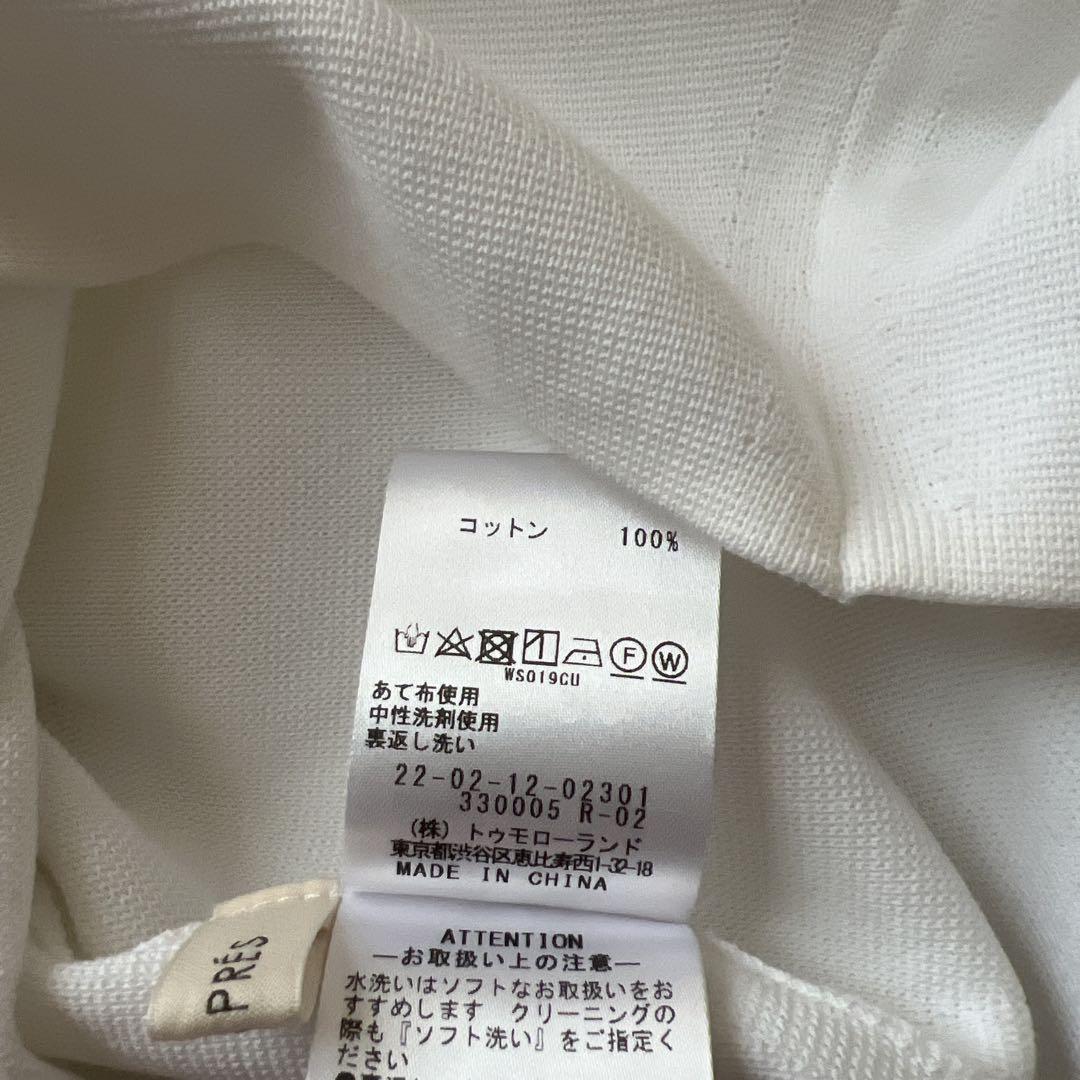 コットン 100%
F W
WS019CU
あて布使用
中性洗剤使用
裏返し洗い
22-02-12-02301
330005 R-02
(株) トゥモローランド
東京都渋谷区恵比寿西1-32-18
MADE IN CHINA
PRÉS
ATTENTION
―お取扱い上の注意―
水洗いはソフトなお取扱いをお
すすめします クリーニングの
際も『ソフト洗い』をご指定く
ださい